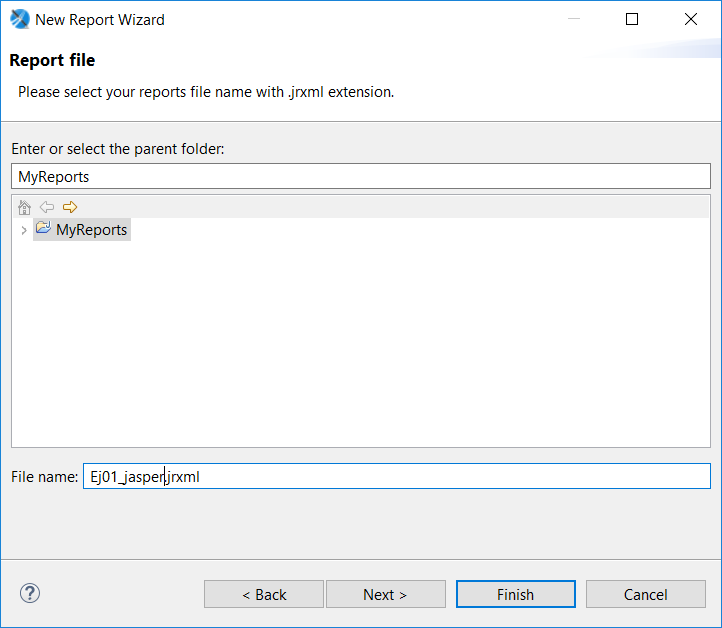 New Report Wizard
Report file
Please select your reports file name with .jrxml extension.
Enter or select the parent folder:
MyReports
MyReports
File name: Ej01_jasper.jrxml
? < Back Next > Finish Cancel